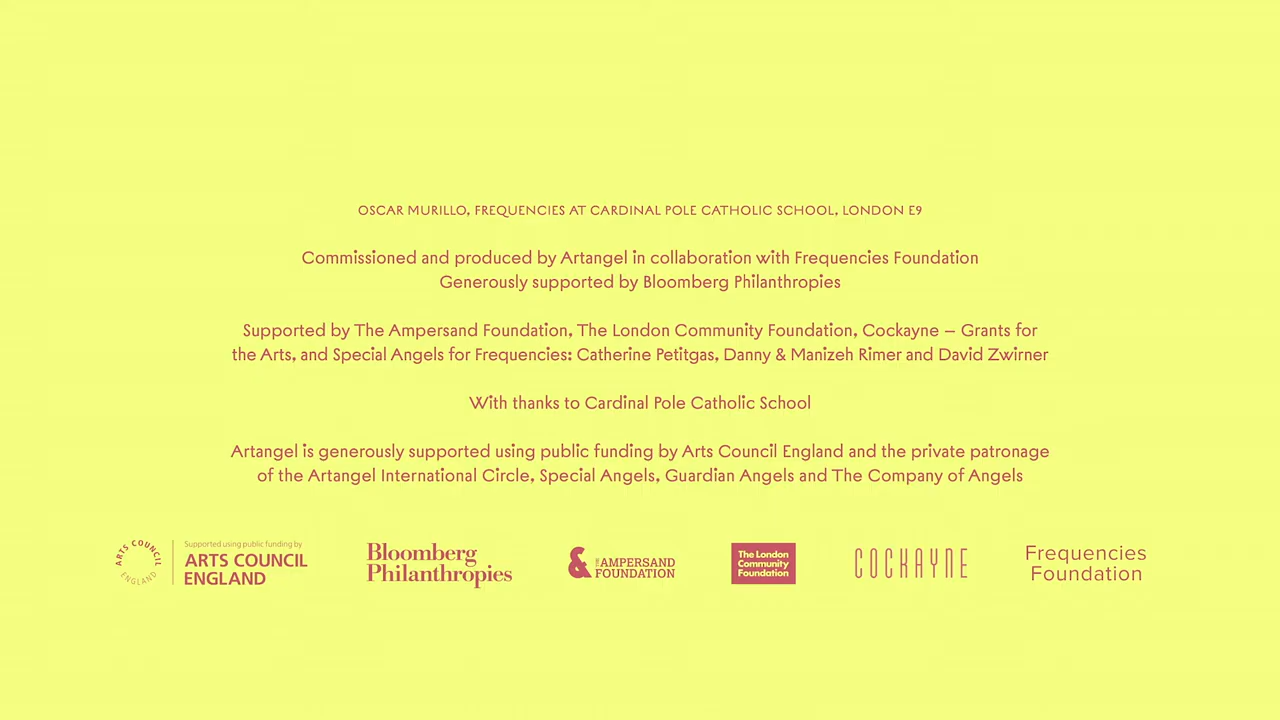 OSCAR MURILLO, FREQUENCIES AT CARDINAL POLE CATHOLIC SCHOOL, LONDON E9
Commissioned and produced by Artangel in collaboration with Frequencies Foundation
Generously supported by Bloomberg Philanthropies
Supported by The Ampersand Foundation, The London Community Foundation, Cockayne – Grants for
the Arts, and Special Angels for Frequencies: Catherine Petitgas, Danny & Manizeh Rimer and David Zwirner
With thanks to Cardinal Pole Catholic School
Artangel is generously supported using public funding by Arts Council England and the private patronage
of the Artangel International Circle, Special Angels, Guardian Angels and The Company of Angels
ARTS COUNCIL ENGLAND
Supported using public funding by
ARTS COUNCIL
ENGLAND
Bloomberg
Philanthropies
&
THE AMPERSAND
FOUNDATION
The London
Community
Foundation
COCKAYNE
Frequencies
Foundation